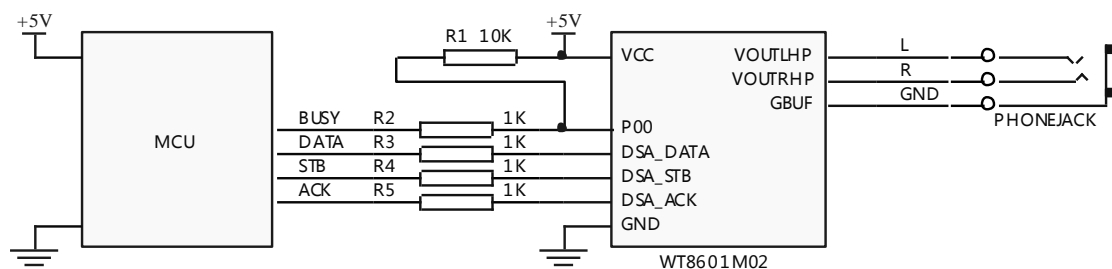 +5V
+5V
R1 10K
VCC
VOUTLHP
L
VOUTRHP
R
GBUF
GND
PHONEJACK
MCU
BUSY R2 1K
P00
DATA R3 1K
DSA_DATA
STB R4 1K
DSA_STB
ACK R5 1K
DSA_ACK
GND
WT8601M02